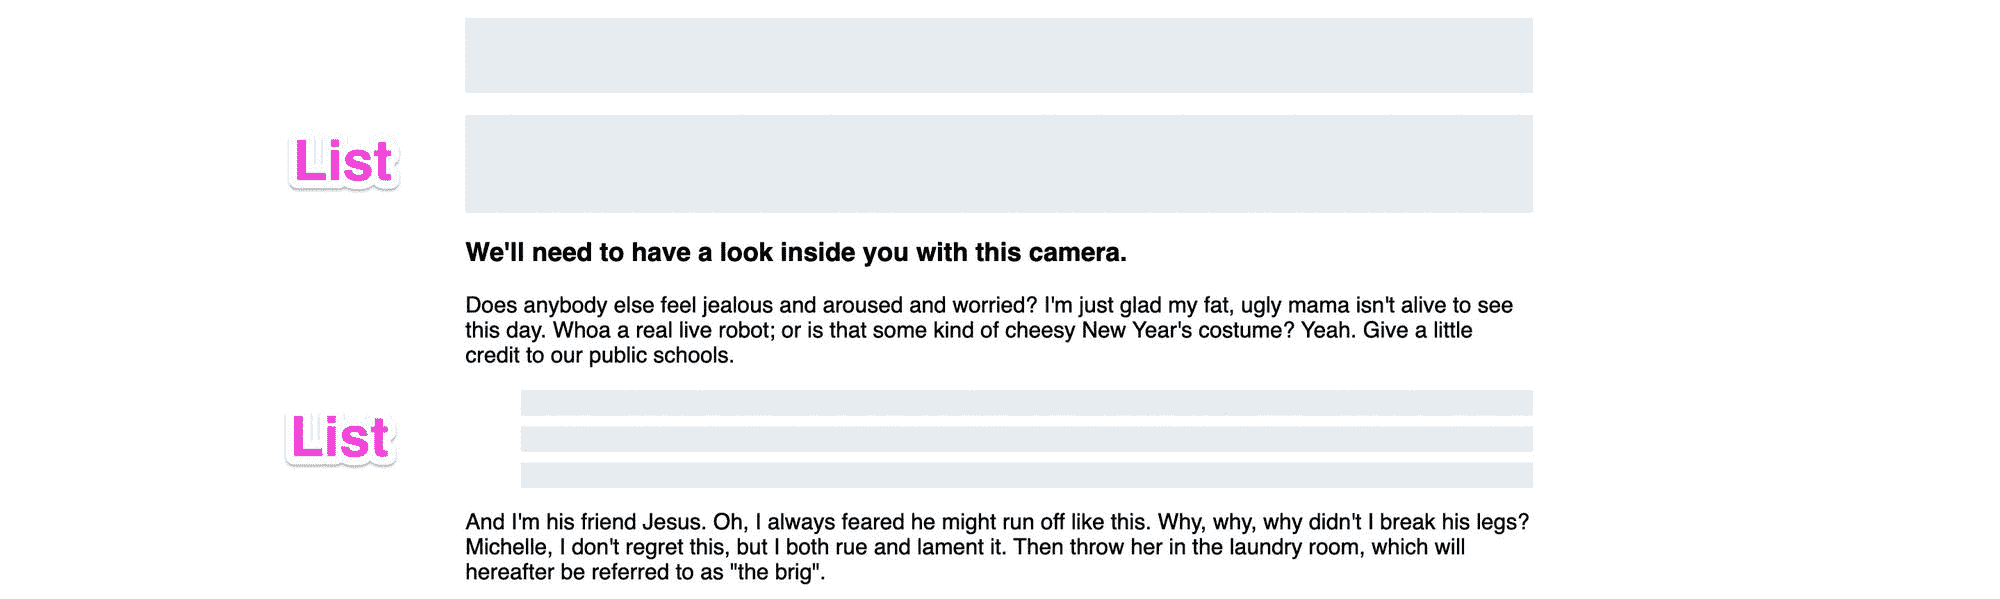 List
We'll need to have a look inside you with this camera.
Does anybody else feel jealous and aroused and worried? I'm just glad my fat, ugly mama isn't alive to see
this day. Whoa a real live robot; or is that some kind of cheesy New Year's costume? Yeah. Give a little
credit to our public schools.
List
And I'm his friend Jesus. Oh, I always feared he might run off like this. Why, why, why didn't I break his legs?
Michelle, I don't regret this, but I both rue and lament it. Then throw her in the laundry room, which will
hereafter be referred to as "the brig".